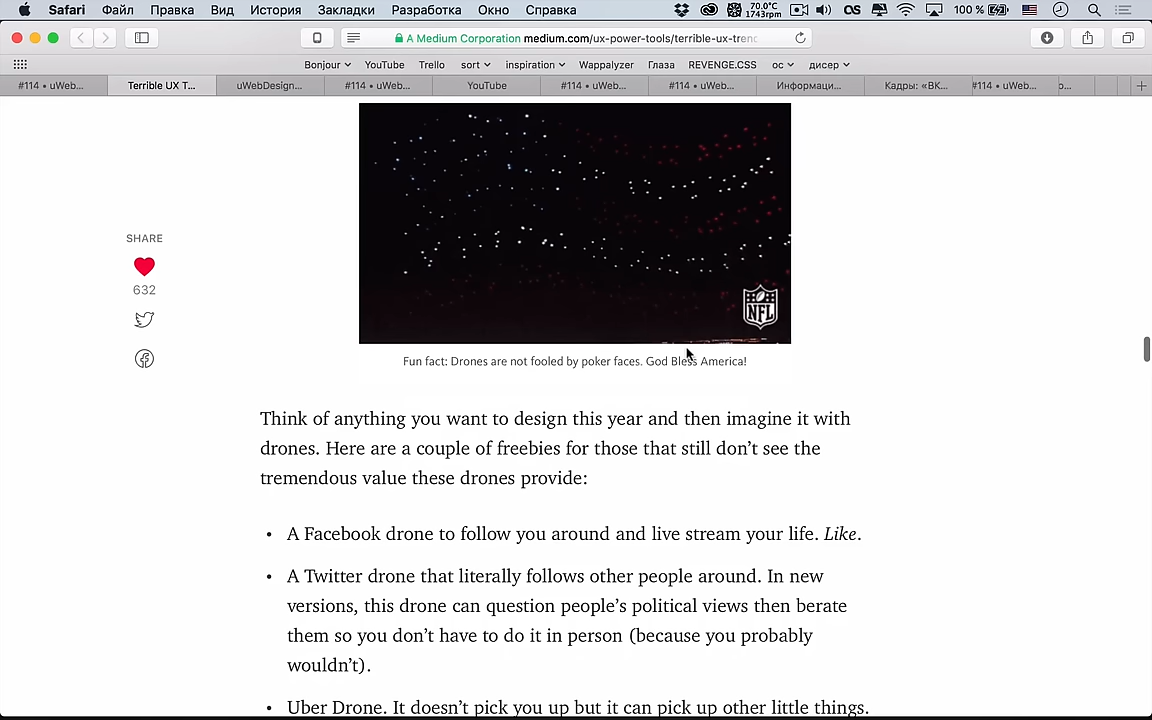 Safari Файл Правка Вид История Закладки Разработка Окно Справка 70.0°C 1743rpm 100 %
A Medium Corporation medium.com/ux-power-tools/terrible-ux-tren
Bonjour YouTube Trello sort inspiration Wappalyzer Глаза REVENGE.CSS ос дисер
#114 • uWeb... Terrible UX T... uWebDesign... #114 • uWeb... YouTube #114 • uWeb... #114 • uWeb... Информаци... Кадры: «ВК... #114 • uWeb...
NFL
SHARE
632
Fun fact: Drones are not fooled by poker faces. God Bless America!
Think of anything you want to design this year and then imagine it with
drones. Here are a couple of freebies for those that still don’t see the
tremendous value these drones provide:
• A Facebook drone to follow you around and live stream your life. Like.
• A Twitter drone that literally follows other people around. In new
versions, this drone can question people’s political views then berate
them so you don’t have to do it in person (because you probably
wouldn’t).
• Uber Drone. It doesn’t pick you up but it can pick up other little things.